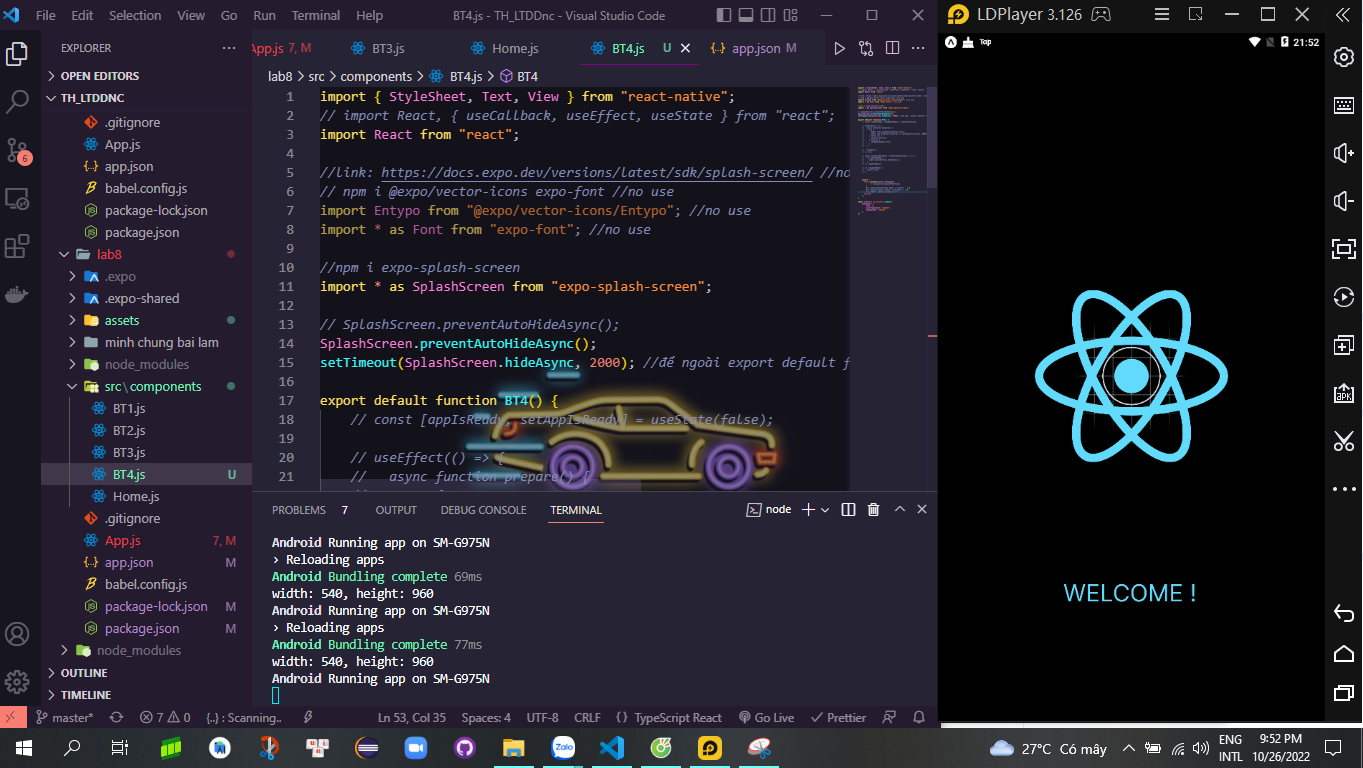 File Edit Selection View Go Run Terminal Help
BT4.js - TH_LTDDnc - Visual Studio Code
LDPlayer 3.126
EXPLORER
App.js 7, M
BT3.js
Home.js
BT4.js U
app.json M
OPEN EDITORS
TH_LTDDNC
.gitignore
App.js
app.json
babel.config.js
package-lock.json
package.json
lab8
.expo
.expo-shared
assets
minh chung bai lam
node_modules
src\components
BT1.js
BT2.js
BT3.js
BT4.js U
Home.js
.gitignore
App.js 7, M
app.json M
babel.config.js
package-lock.json M
package.json M
node_modules
OUTLINE
TIMELINE
6
lab8 > src > components > BT4.js > BT4
1 import { StyleSheet, Text, View } from "react-native";
2 // import React, { useCallback, useEffect, useState } from "react";
3 import React from "react";
4
5 //link: https://docs.expo.dev/versions/latest/sdk/splash-screen/ //no
6 // npm i @expo/vector-icons expo-font //no use
7 import Entypo from "@expo/vector-icons/Entypo"; //no use
8 import * as Font from "expo-font"; //no use
9
10 //npm i expo-splash-screen
11 import * as SplashScreen from "expo-splash-screen";
12
13 // SplashScreen.preventAutoHideAsync();
14 SplashScreen.preventAutoHideAsync();
15 setTimeout(SplashScreen.hideAsync, 2000); //để ngoài export default f
16
17 export default function BT4() {
18 // const [appIsReady, setAppIsReady] = useState(false);
19
20 // useEffect(() => {
21 // async function prepare() {
PROBLEMS 7 OUTPUT DEBUG CONSOLE TERMINAL
node
Android Running app on SM-G975N
› Reloading apps
Android Bundling complete 69ms
width: 540, height: 960
Android Running app on SM-G975N
› Reloading apps
Android Bundling complete 77ms
width: 540, height: 960
Android Running app on SM-G975N
master* 7 0 {..} : Scanning.. Ln 53, Col 35 Spaces: 4 UTF-8 CRLF {} TypeScript React Go Live Prettier
Tap
21:52
WELCOME !
APK
Zalo
27°C Có mây
ENG
INTL
9:52 PM
10/26/2022